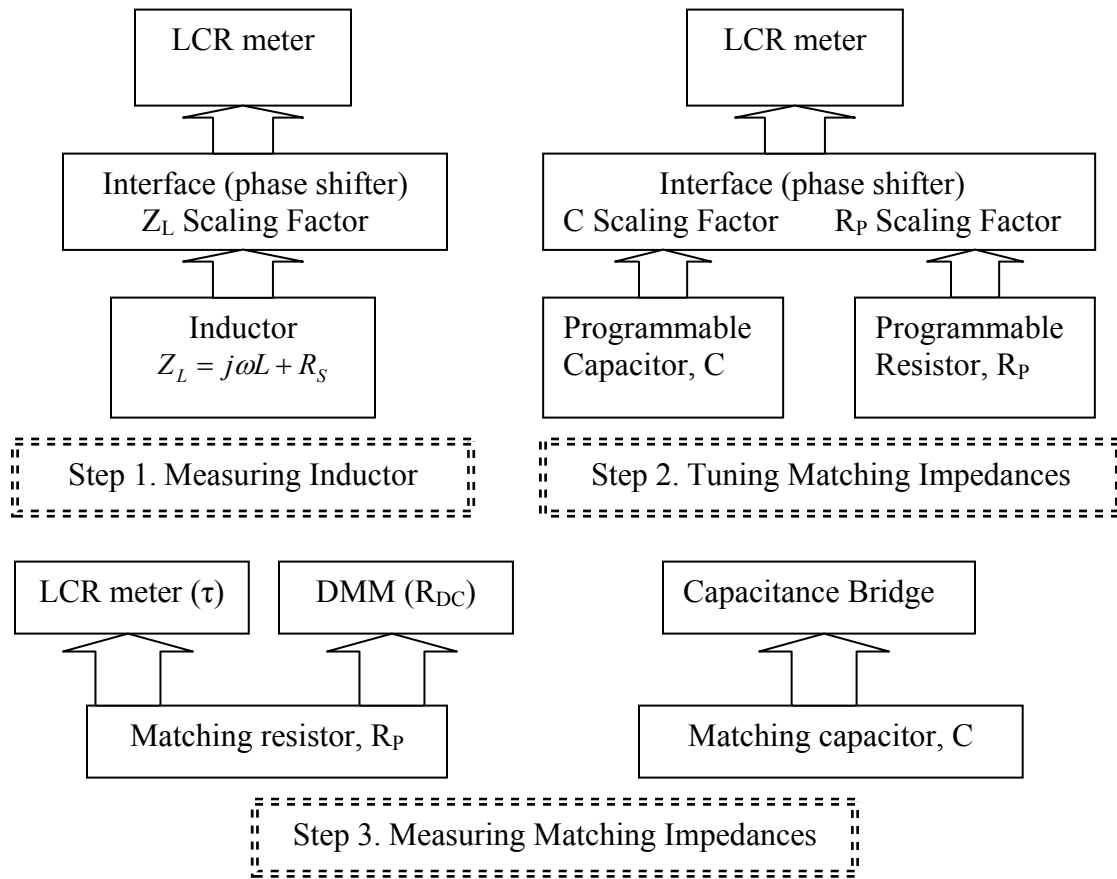 LCR meter
LCR meter
Interface (phase shifter)
Z_L Scaling Factor
Interface (phase shifter)
C Scaling Factor R_P Scaling Factor
Inductor
Z_L = jωL + R_S
Programmable
Capacitor, C
Programmable
Resistor, R_P
Step 1. Measuring Inductor
Step 2. Tuning Matching Impedances
LCR meter (τ)
DMM (R_DC)
Capacitance Bridge
Matching resistor, R_P
Matching capacitor, C
Step 3. Measuring Matching Impedances